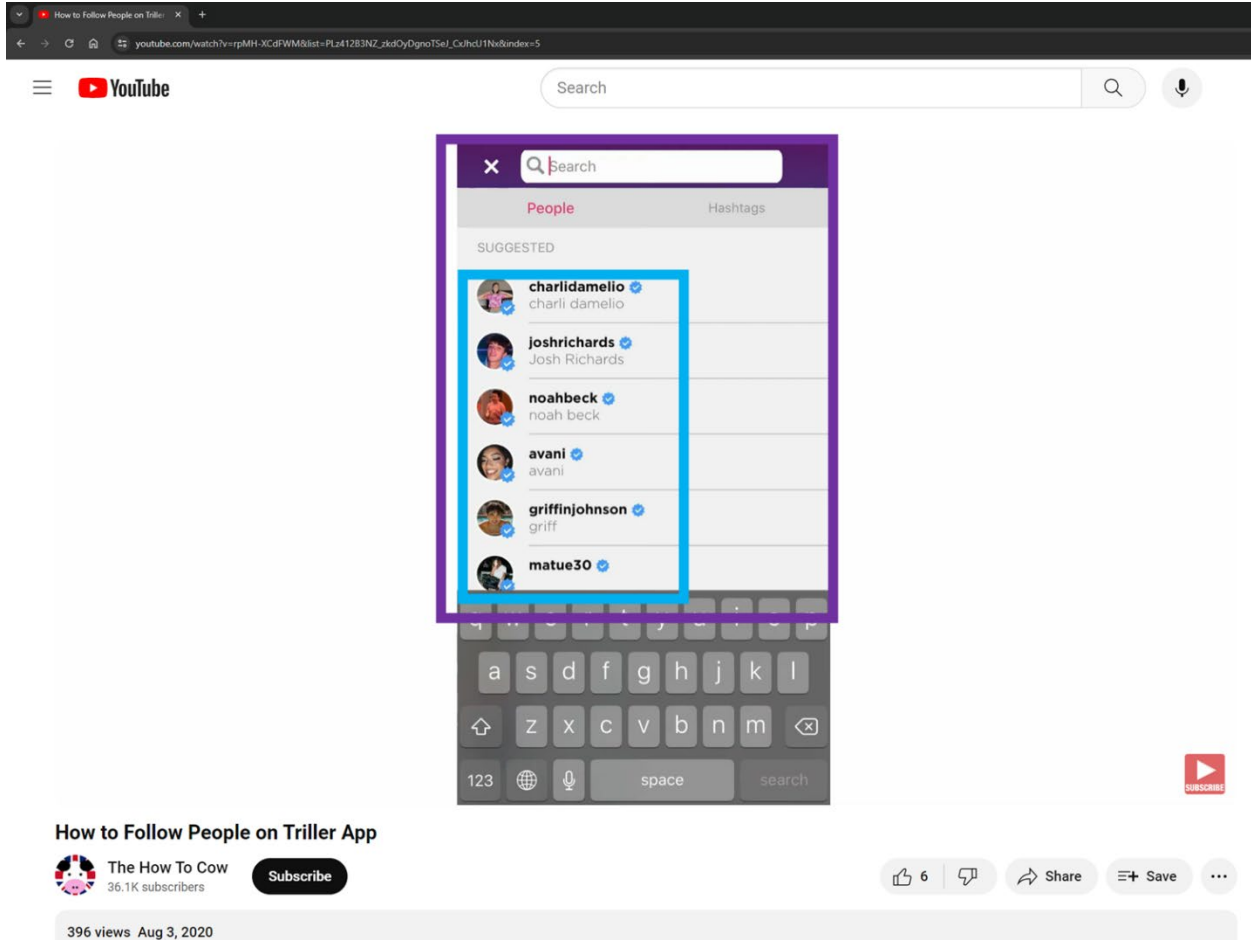 How to Follow People on Triller
youtube.com/watch?v=rpMH-XCdFWM&list=PLz412B3NZ_zkdOyDgnoTSeJ_CxJhcU1Nx&index=5
YouTube
Search
Search
People Hashtags
SUGGESTED
charlidamelio
charli damelio
joshrichards
Josh Richards
noahbeck
noah beck
avani
avani
griffinjohnson
griff
matue30
q w e r t y u i o p
a s d f g h j k l
z x c v b n m
123 space search
SUBSCRIBE
How to Follow People on Triller App
The How To Cow
36.1K subscribers
Subscribe
6 Share Save
396 views Aug 3, 2020